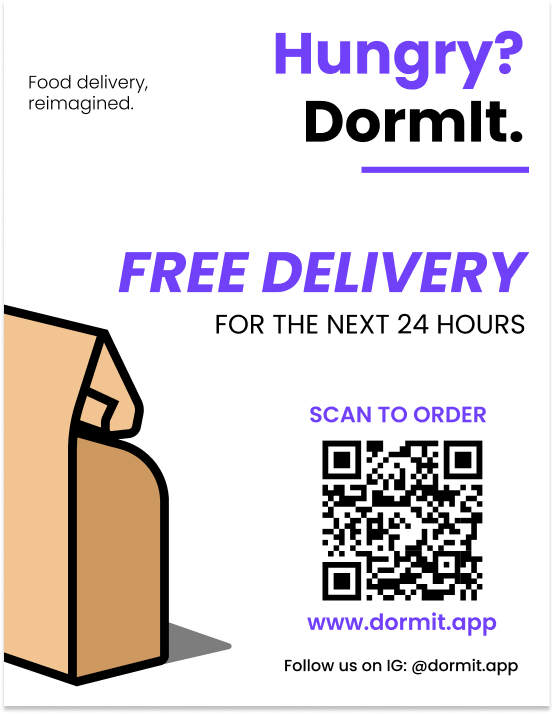 Hungry?
Food delivery,
reimagined.
DormIt.
FREE DELIVERY
FOR THE NEXT 24 HOURS
SCAN TO ORDER
www.dormit.app
Follow us on IG: @dormit.app